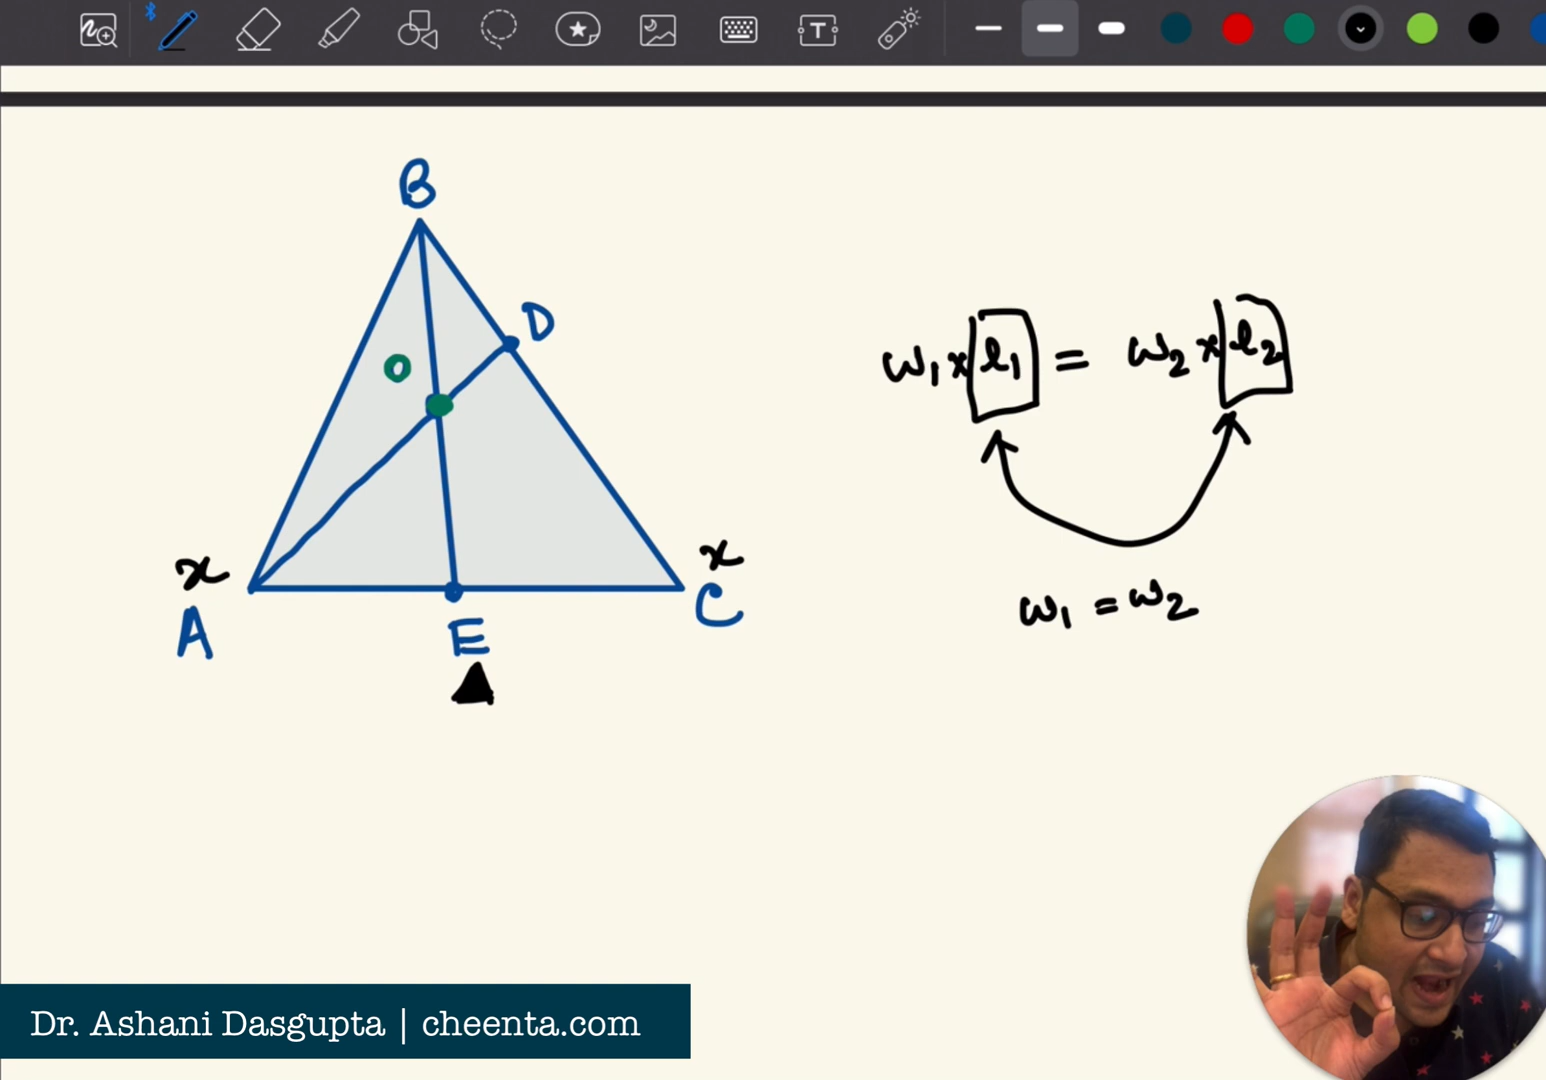 T
B
D
O
x
x
A
E
C
w₁ × l₁ = w₂ × l₂
w₁ = w₂
Dr. Ashani Dasgupta | cheenta.com